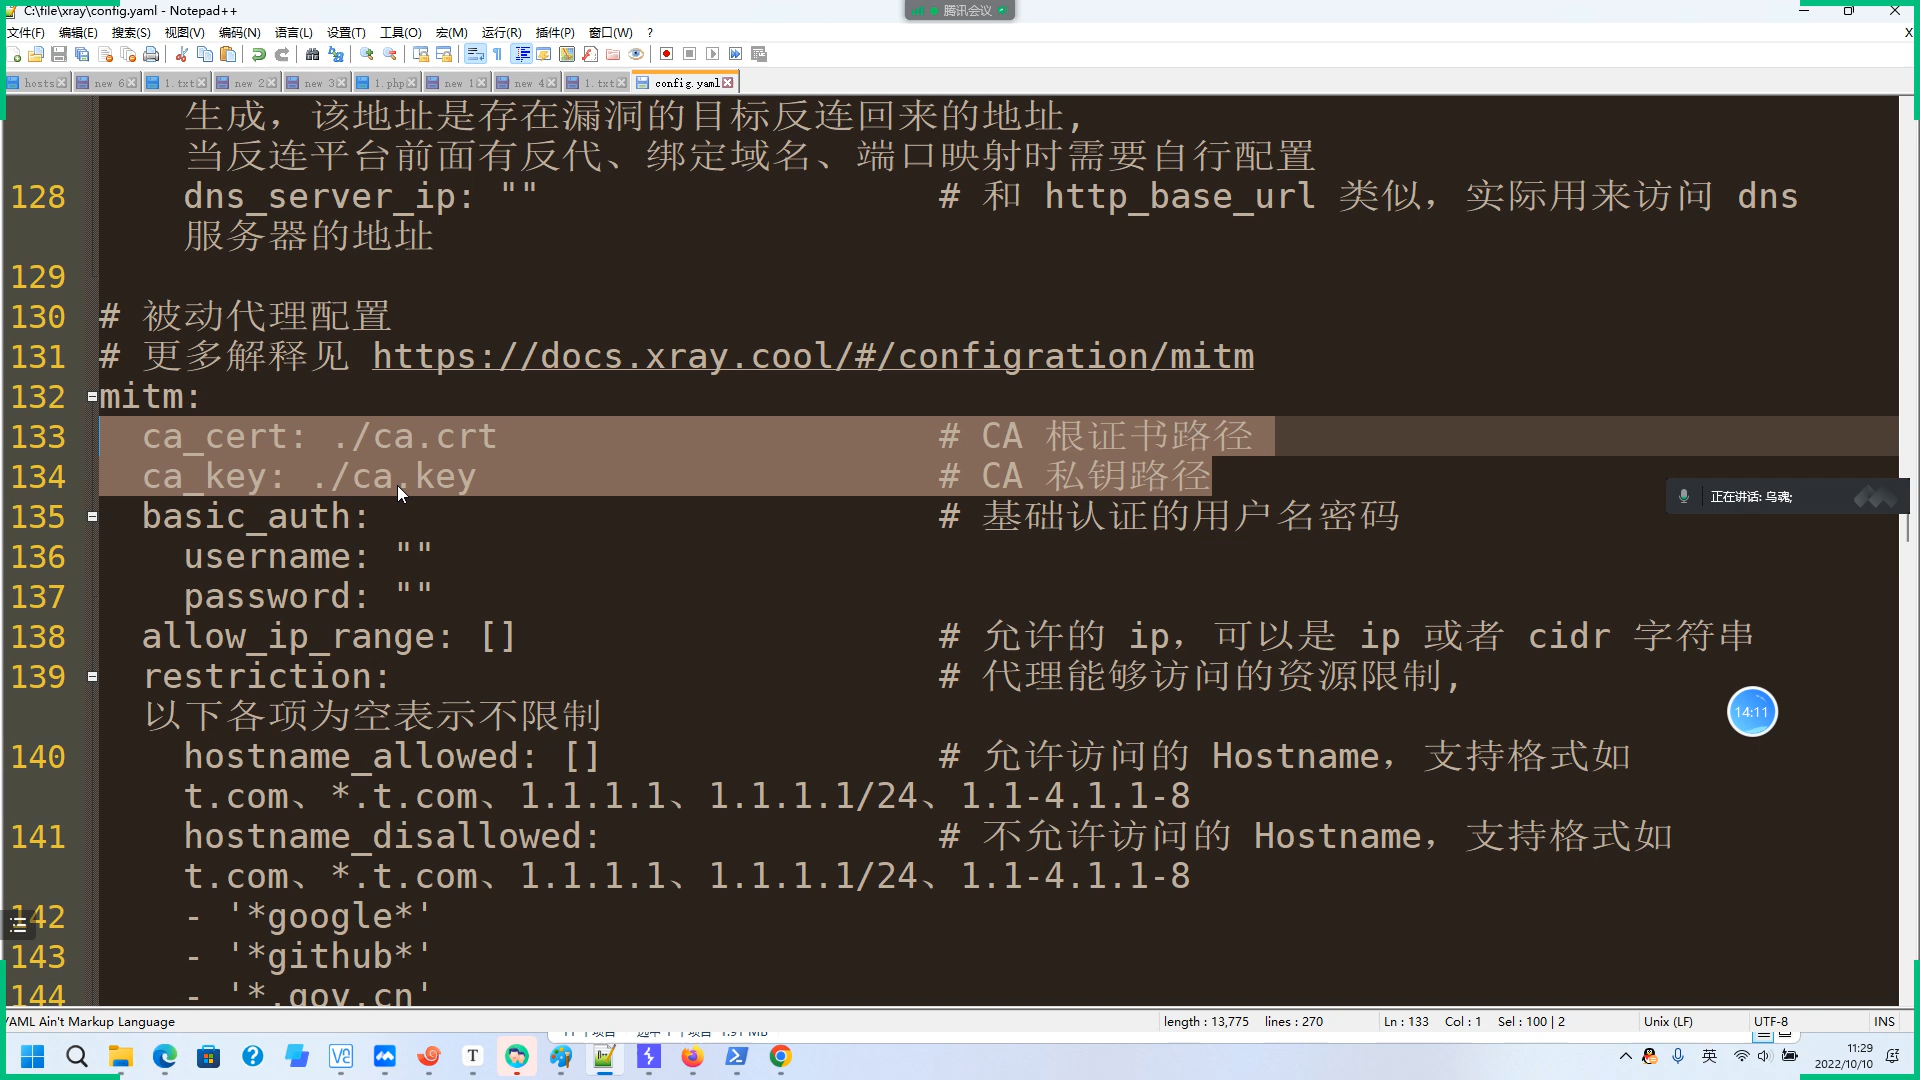 C:\file\xray\config.yaml - Notepad++
腾讯会议
文件(F) 编辑(E) 搜索(S) 视图(V) 编码(N) 语言(L) 设置(T) 工具(O) 宏(M) 运行(R) 插件(P) 窗口(W) ? X
hosts new 6 1.txt new 2 new 3 1.php new 1 new 4 1.txt config.yaml
生成，该地址是存在漏洞的目标反连回来的地址，
当反连平台前面有反代、绑定域名、端口映射时需要自行配置
128 dns_server_ip: "" # 和 http_base_url 类似，实际用来访问 dns
服务器的地址
129
130 # 被动代理配置
131 # 更多解释见 https://docs.xray.cool/#/configration/mitm
132 mitm:
133 ca_cert: ./ca.crt # CA 根证书路径
134 ca_key: ./ca.key # CA 私钥路径
135 basic_auth: # 基础认证的用户名密码
136 username: ""
137 password: ""
138 allow_ip_range: [] # 允许的 ip，可以是 ip 或者 cidr 字符串
139 restriction: # 代理能够访问的资源限制，
以下各项为空表示不限制
140 hostname_allowed: [] # 允许访问的 Hostname，支持格式如
t.com、*.t.com、1.1.1.1、1.1.1.1/24、1.1-4.1.1-8
141 hostname_disallowed: # 不允许访问的 Hostname，支持格式如
t.com、*.t.com、1.1.1.1、1.1.1.1/24、1.1-4.1.1-8
142 - '*google*'
143 - '*github*'
144 - '*.gov.cn'
正在讲话: 乌魂;
14:11
YAML Ain't Markup Language length : 13,775 lines : 270 Ln : 133 Col : 1 Sel : 100 | 2 Unix (LF) UTF-8 INS
英
11:29
2022/10/10